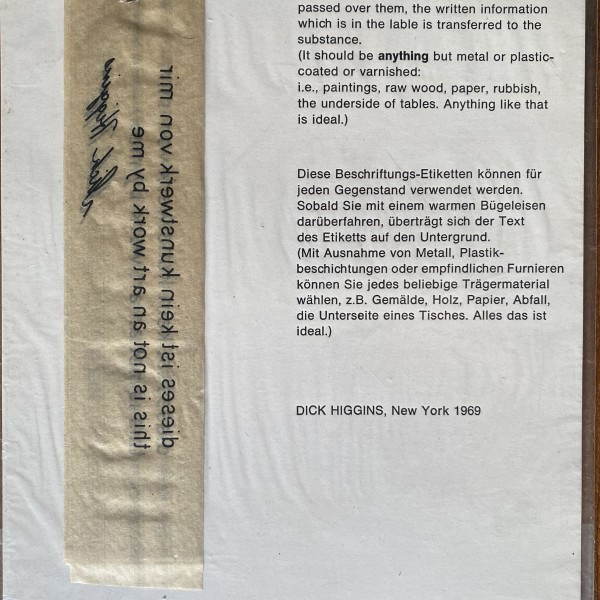 this is not an art work by me
dieses ist kein kunstwerk von mir
Dick Higgins
passed over them, the written information
which is in the lable is transferred to the
substance.
(It should be anything but metal or plastic-
coated or varnished:
i.e., paintings, raw wood, paper, rubbish,
the underside of tables. Anything like that
is ideal.)
Diese Beschriftungs-Etiketten können für
jeden Gegenstand verwendet werden.
Sobald Sie mit einem warmen Bügeleisen
darüberfahren, überträgt sich der Text
des Etiketts auf den Untergrund.
(Mit Ausnahme von Metall, Plastik-
beschichtungen oder empfindlichen Furnieren
können Sie jedes beliebige Trägermaterial
wählen, z.B. Gemälde, Holz, Papier, Abfall,
die Unterseite eines Tisches. Alles das ist
ideal.)
DICK HIGGINS, New York 1969